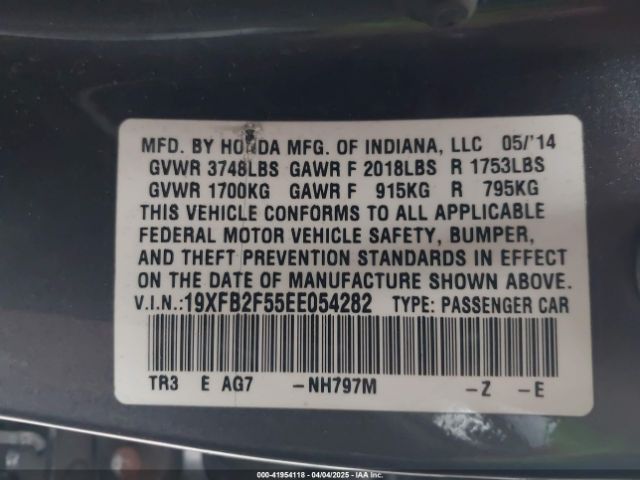 MFD. BY HONDA MFG. OF INDIANA, LLC 05/'14
GVWR 3748LBS GAWR F 2018LBS R 1753LBS
GVWR 1700KG GAWR F 915KG R 795KG
THIS VEHICLE CONFORMS TO ALL APPLICABLE
FEDERAL MOTOR VEHICLE SAFETY, BUMPER,
AND THEFT PREVENTION STANDARDS IN EFFECT
ON THE DATE OF MANUFACTURE SHOWN ABOVE.
V.I.N.:19XFB2F55EE054282 TYPE: PASSENGER CAR
TR3 E AG7 -NH797M -Z -E
000-41954118 - 04/04/2025 - IAA Inc.